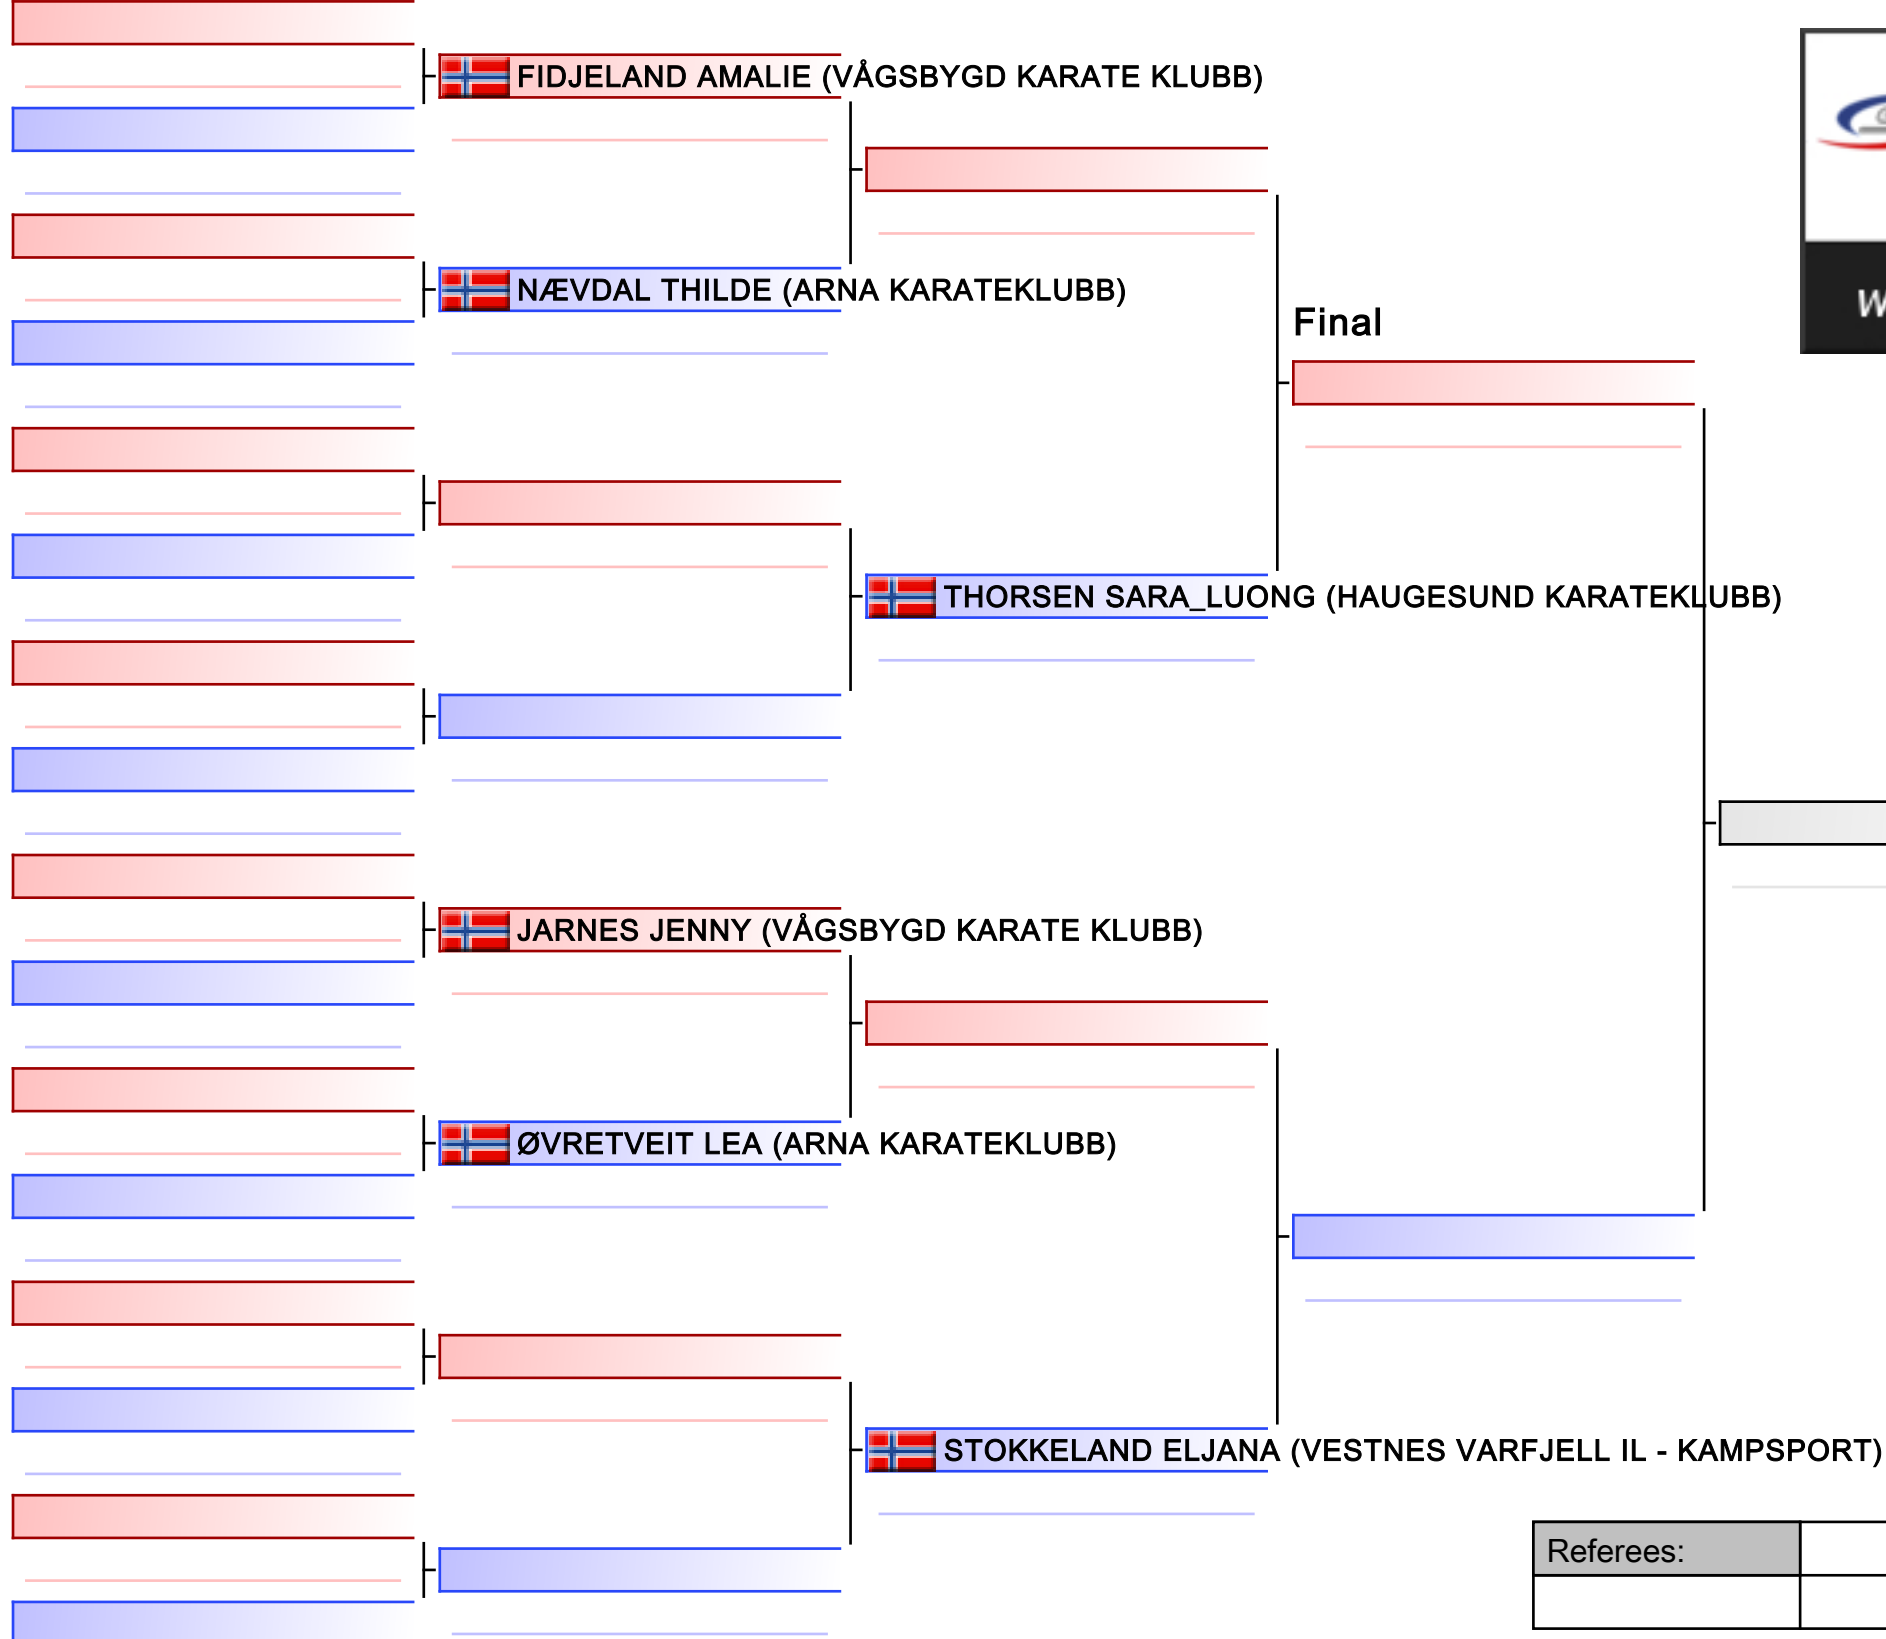 FIDJELAND AMALIE (VÅGSBYGD KARATE KLUBB)
NÆVDAL THILDE (ARNA KARATEKLUBB)
Final
THORSEN SARA_LUONG (HAUGESUND KARATEKLUBB)
JARNES JENNY (VÅGSBYGD KARATE KLUBB)
ØVRETVEIT LEA (ARNA KARATEKLUBB)
STOKKELAND ELJANA (VESTNES VARFJELL IL - KAMPSPORT)
Referees: